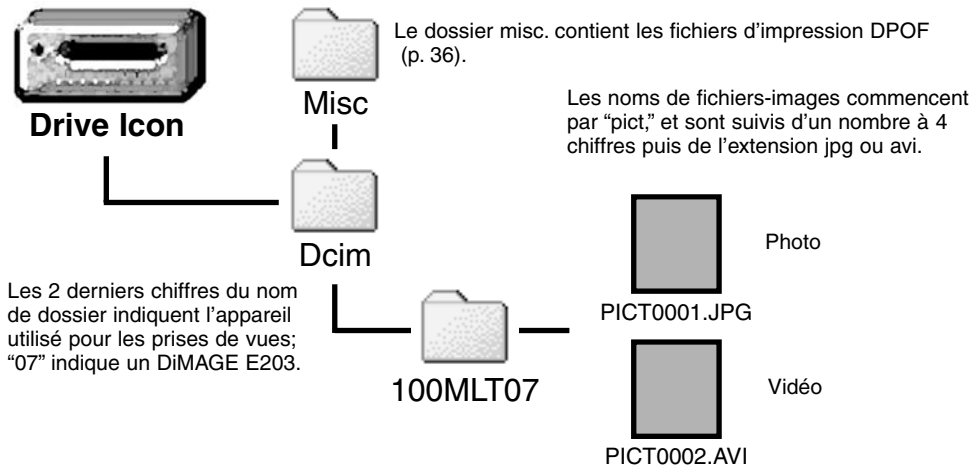 Le dossier misc. contient les fichiers d'impression DPOF
(p. 36).
Misc
Drive Icon
Les noms de fichiers-images commencent
par “pict,” et sont suivis d'un nombre à 4
chiffres puis de l'extension jpg ou avi.
Dcim
Photo
PICT0001.JPG
Les 2 derniers chiffres du nom
de dossier indiquent l'appareil
utilisé pour les prises de vues;
“07” indique un DiMAGE E203.
100MLT07
Vidéo
PICT0002.AVI